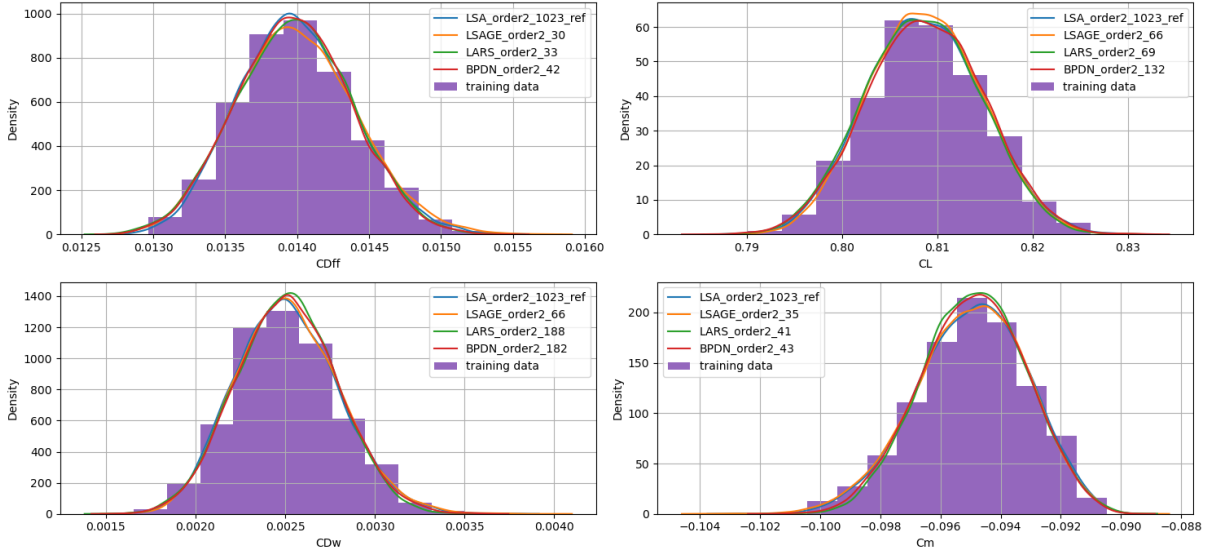 1000
800
600
400
200
0
Density
0.0125 0.0130 0.0135 0.0140 0.0145 0.0150 0.0155 0.0160
CDff
LSA_order2_1023_ref
LSAGE_order2_30
LARS_order2_33
BPDN_order2_42
training data
60
50
40
30
20
10
0
Density
0.79 0.80 0.81 0.82 0.83
CL
LSA_order2_1023_ref
LSAGE_order2_66
LARS_order2_69
BPDN_order2_132
training data
1400
1200
1000
800
600
400
200
0
Density
0.0015 0.0020 0.0025 0.0030 0.0035 0.0040
CDw
LSA_order2_1023_ref
LSAGE_order2_66
LARS_order2_188
BPDN_order2_182
training data
200
150
100
50
0
Density
−0.104 −0.102 −0.100 −0.098 −0.096 −0.094 −0.092 −0.090 −0.088
Cm
LSA_order2_1023_ref
LSAGE_order2_35
LARS_order2_41
BPDN_order2_43
training data